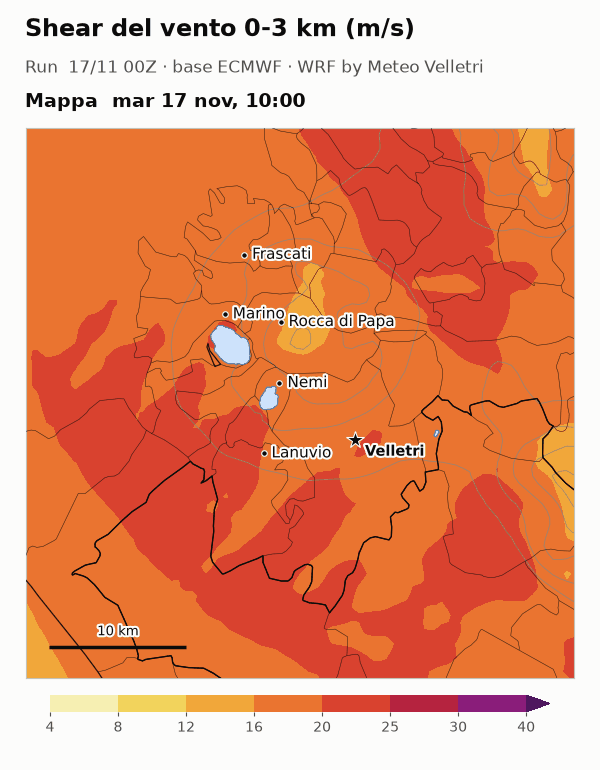 Shear del vento 0-3 km (m/s)
Run 17/11 00Z · base ECMWF · WRF by Meteo Velletri
Mappa mar 17 nov, 10:00
Frascati
Marino
Rocca di Papa
Nemi
Velletri
Lanuvio
10 km
4 8 12 16 20 25 30 40